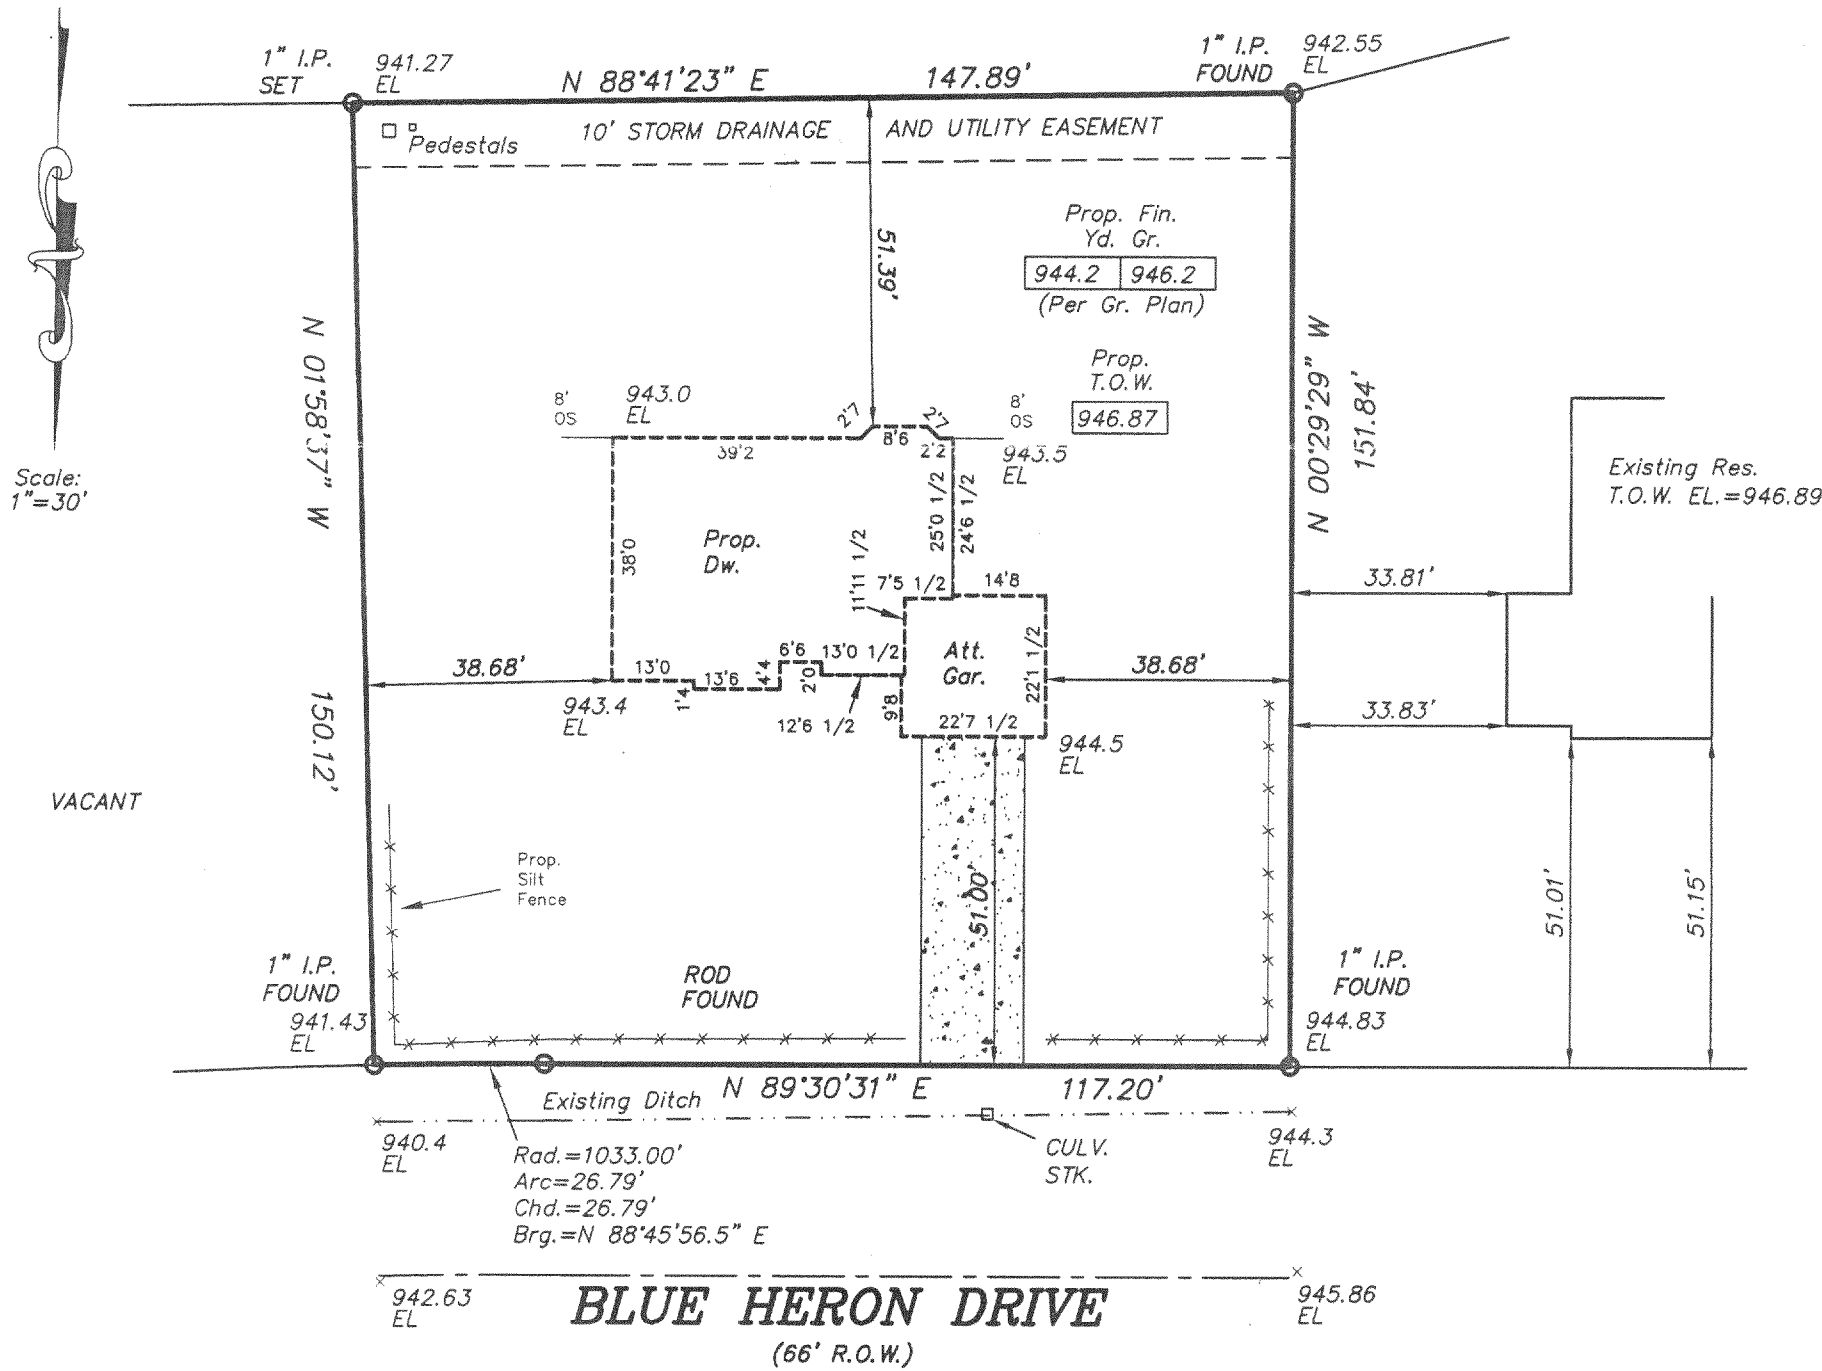 1" I.P.
SET
941.27
EL
N 88°41'23" E
147.89'
1" I.P.
FOUND
942.55
EL
Pedestals
10' STORM DRAINAGE AND UTILITY EASEMENT
51.39'
Prop. Fin.
Yd. Gr.
944.2 946.2
(Per Gr. Plan)
Prop.
T.O.W.
946.87
N 01°58'37" W
150.12'
N 00°29'29" W
151.84'
Scale:
1"=30'
8'
OS
943.0
EL
2'7
8'6
2'7
2'2
39'2
8'
OS
943.5
EL
Existing Res.
T.O.W. EL.=946.89
38'0
Prop.
Dw.
25'0 1/2
24'6 1/2
11'11 1/2
7'5 1/2
14'8
33.81'
38.68'
13'0
1'4
13'6
4'4
6'6
2'0
13'0 1/2
12'6 1/2
Att.
Gar.
22'1 1/2
9'8
22'7 1/2
38.68'
33.83'
943.4
EL
944.5
EL
VACANT
Prop.
Silt
Fence
51.00'
51.01'
51.15'
1" I.P.
FOUND
941.43
EL
ROD
FOUND
1" I.P.
FOUND
944.83
EL
N 89°30'31" E
117.20'
Existing Ditch
940.4
EL
CULV.
STK.
944.3
EL
Rad.=1033.00'
Arc=26.79'
Chd.=26.79'
Brg.=N 88°45'56.5" E
942.63
EL
BLUE HERON DRIVE
(66' R.O.W.)
945.86
EL